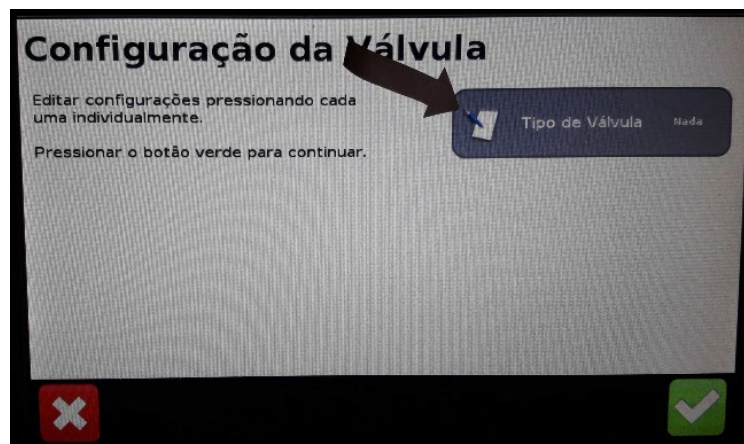 Configuração da Válvula
Editar configurações pressionando cada
uma individualmente.
Pressionar o botão verde para continuar.
Tipo de Válvula Nada